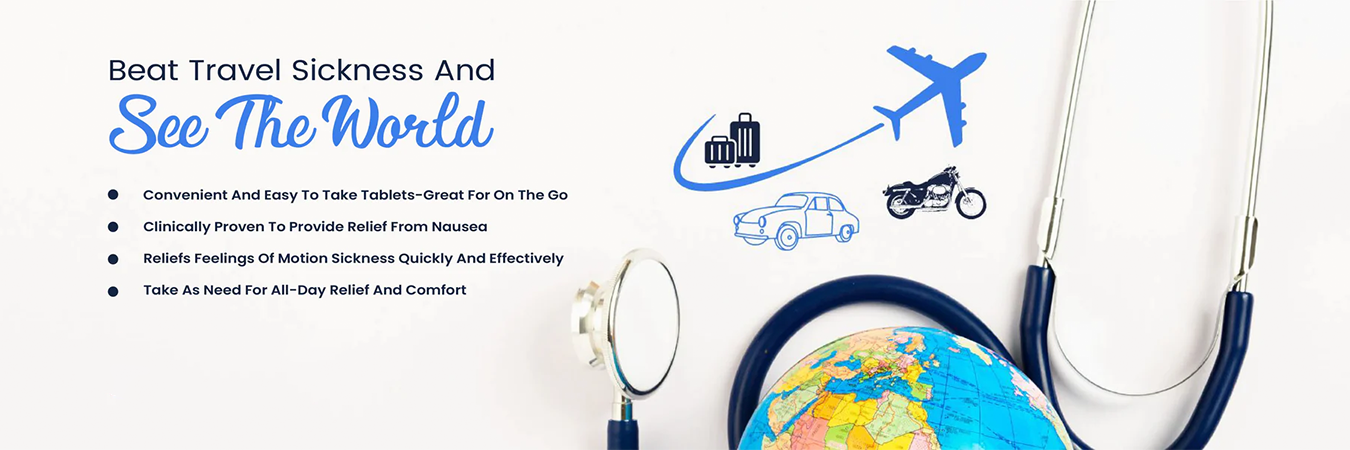 Beat Travel Sickness And
See The World
Convenient And Easy To Take Tablets-Great For On The Go
Clinically Proven To Provide Relief From Nausea
Reliefs Feelings Of Motion Sickness Quickly And Effectively
Take As Need For All-Day Relief And Comfort